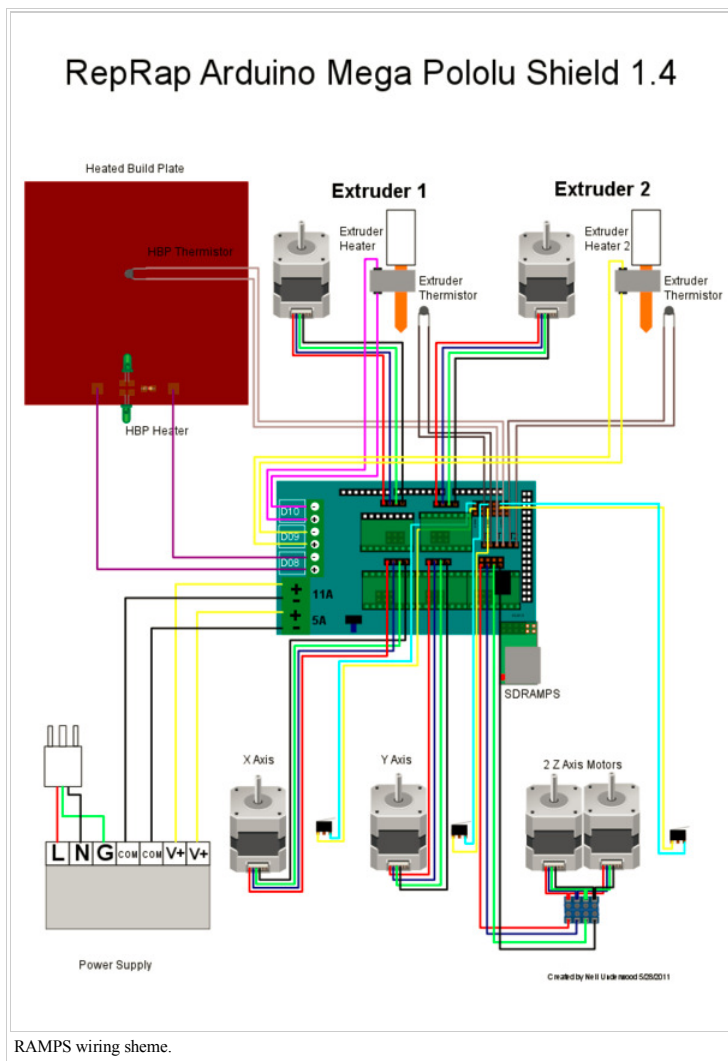 RepRap Arduino Mega Pololu Shield 1.4
Heated Build Plate
Extruder 1
Extruder 2
Extruder
Heater
Extruder
Heater 2
HBP Thermistor
Extruder
Thermistor
Extruder
Thermistor
HBP Heater
D10
D09
D08
11A
5A
SDRAMPS
X Axis
Y Axis
2 Z Axis Motors
L N G COM COM V+ V+
Power Supply
Created by Neil Underwood 5/28/2011
RAMPS wiring sheme.